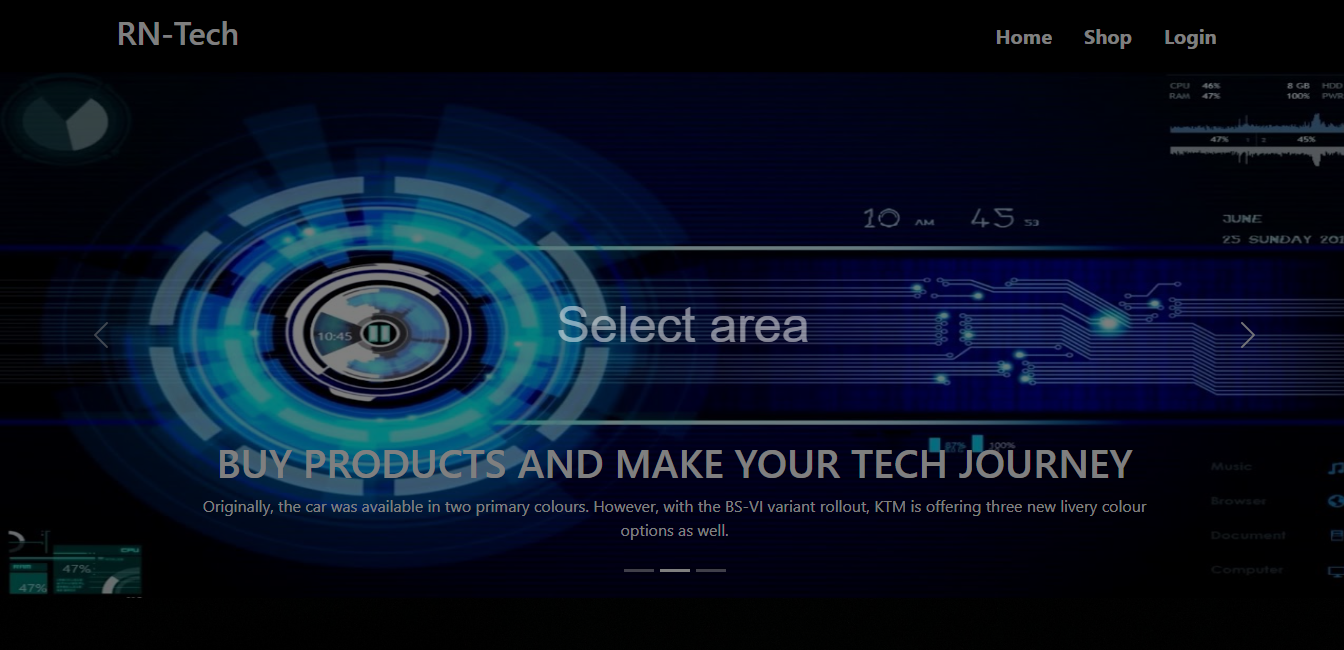 RN-Tech
Home Shop Login
CPU 46% 8 GB HDD
RAM 47% 100% PWR
47% 1 2 45%
10 AM 45 53
JUNE
25 SUNDAY 201
10:45
Select area
87% 100%
BUY PRODUCTS AND MAKE YOUR TECH JOURNEY
Originally, the car was available in two primary colours. However, with the BS-VI variant rollout, KTM is offering three new livery colour
options as well.
Music
Browser
Document
Computer
CPU
47%
47%